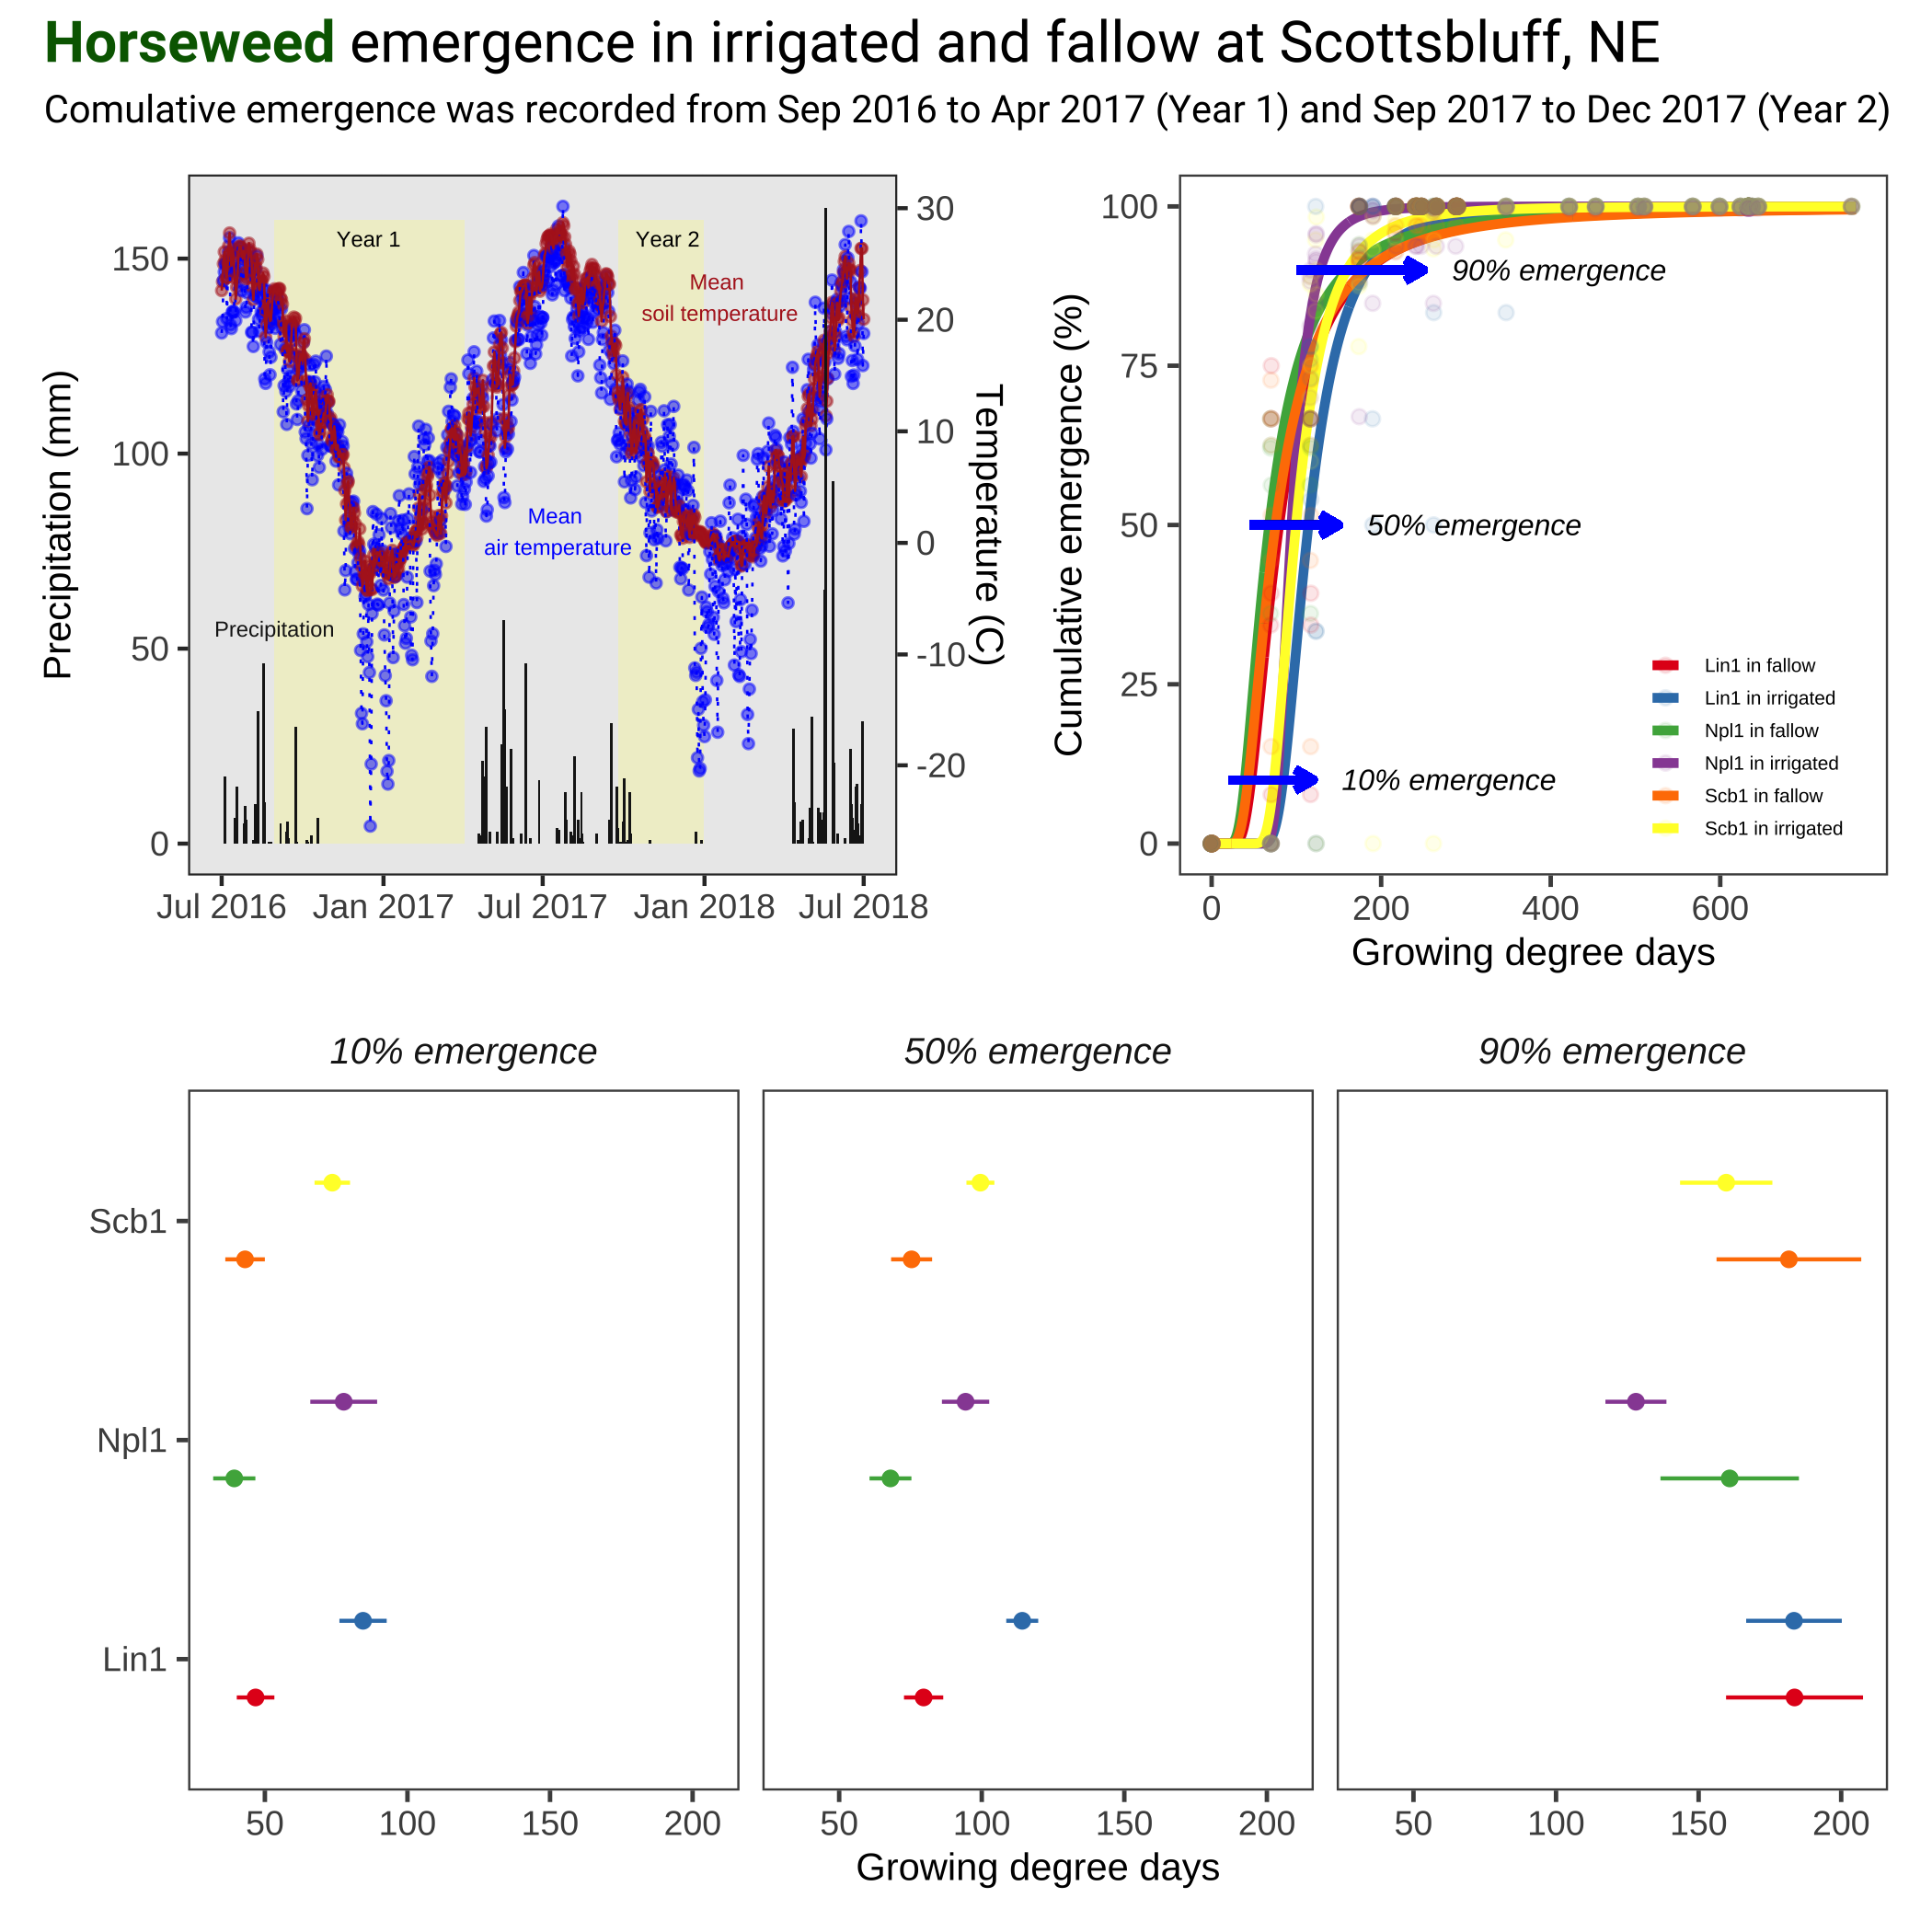 Horseweed emergence in irrigated and fallow at Scottsbluff, NE
Comulative emergence was recorded from Sep 2016 to Apr 2017 (Year 1) and Sep 2017 to Dec 2017 (Year 2)
Precipitation (mm)
150
100
50
0
Year 1
Year 2
Mean
soil temperature
Mean
air temperature
Precipitation
30
20
10
0
-10
-20
Temperature (C)
Jul 2016
Jan 2017
Jul 2017
Jan 2018
Jul 2018
Cumulative emergence (%)
100
75
50
25
0
90% emergence
50% emergence
10% emergence
Lin1 in fallow
Lin1 in irrigated
Npl1 in fallow
Npl1 in irrigated
Scb1 in fallow
Scb1 in irrigated
0
200
400
600
Growing degree days
10% emergence
50% emergence
90% emergence
Scb1
Npl1
Lin1
50
100
150
200
50
100
150
200
50
100
150
200
Growing degree days